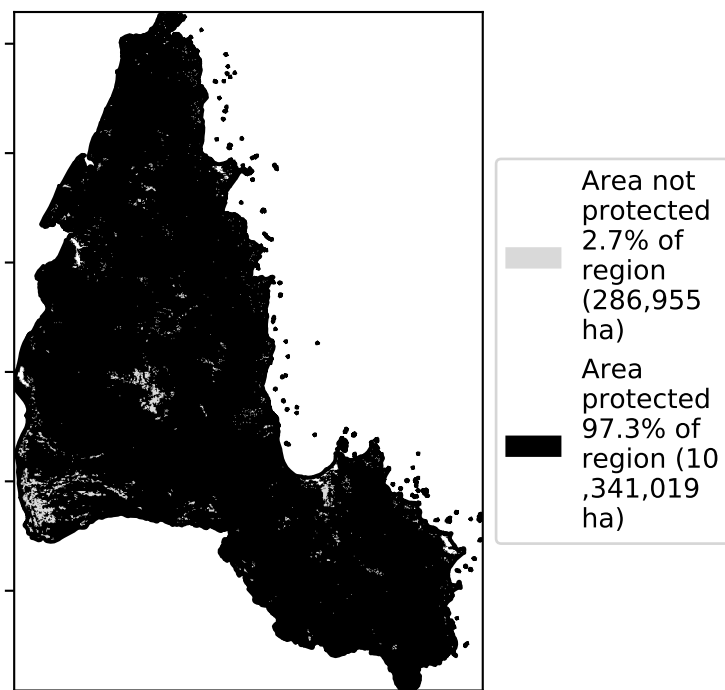 Area not
protected
2.7% of
region
(286,955
ha)
Area
protected
97.3% of
region (10
,341,019
ha)